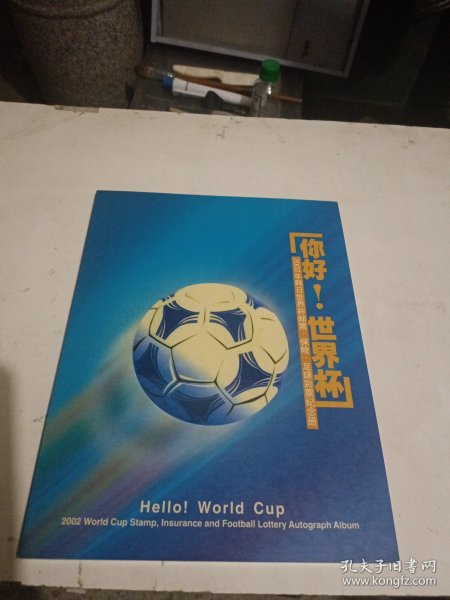 「你好！世界杯」
2002年韩日世界杯邮票·保险·足球彩票纪念册
Hello! World Cup
2002 World Cup Stamp, Insurance and Football Lottery Autograph Album
孔夫子旧书网
www.kongfz.com